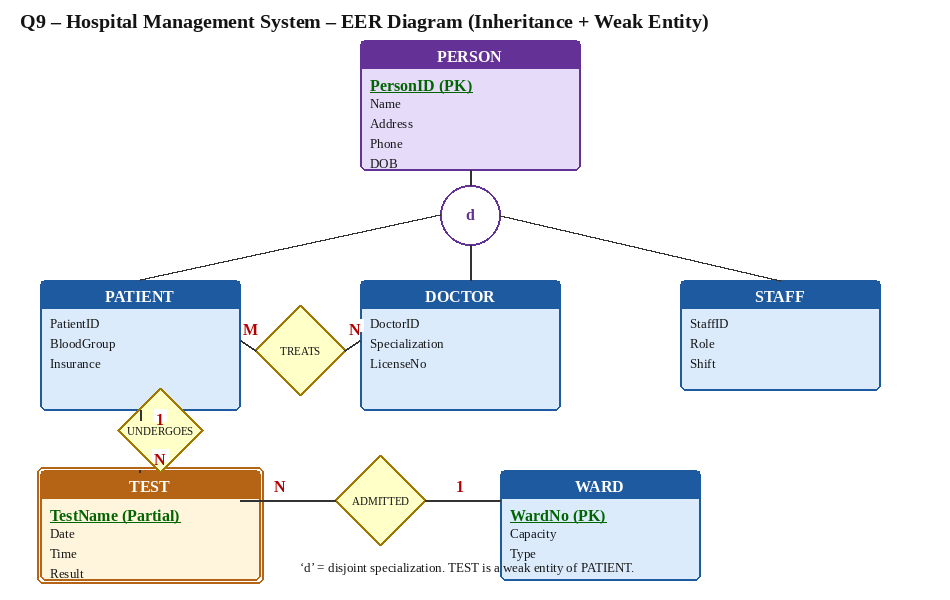 Q9 – Hospital Management System – EER Diagram (Inheritance + Weak Entity)
PERSON
PersonID (PK)
Name
Address
Phone
DOB
d
PATIENT
PatientID
BloodGroup
Insurance
M
TREATS
N
DOCTOR
DoctorID
Specialization
LicenseNo
STAFF
StaffID
Role
Shift
1
UNDERGOES
N
TEST
TestName (Partial)
Date
Time
Result
N
ADMITTED
1
WARD
WardNo (PK)
Capacity
Type
‘d’ = disjoint specialization. TEST is a weak entity of PATIENT.